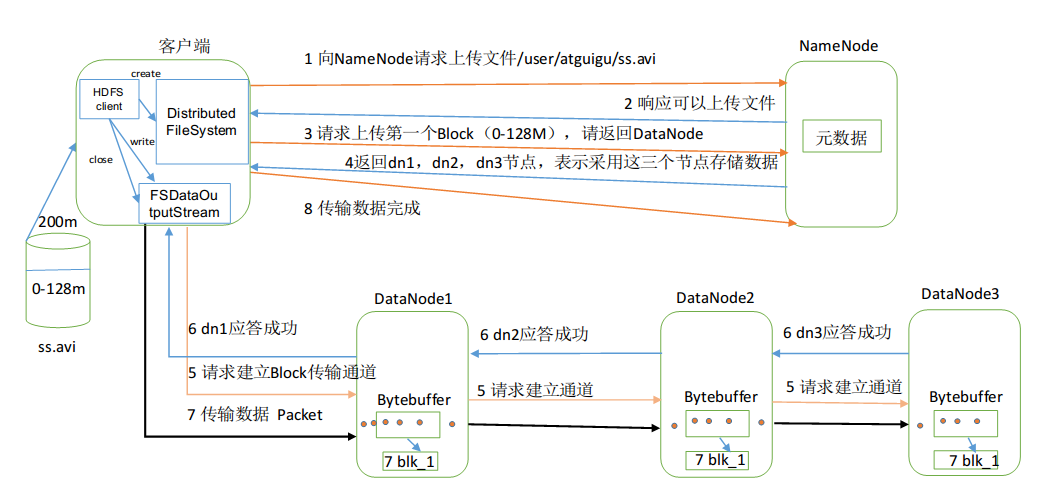 客户端
NameNode
1 向NameNode请求上传文件/user/atguigu/ss.avi
create
HDFS
client
Distributed
FileSystem
2 响应可以上传文件
3 请求上传第一个Block（0-128M），请返回DataNode
元数据
write
close
4返回dn1，dn2，dn3节点，表示采用这三个节点存储数据
FSDataOu
tputStream
8 传输数据完成
200m
0-128m
ss.avi
DataNode1
DataNode2
DataNode3
6 dn1应答成功
6 dn2应答成功
6 dn3应答成功
5 请求建立Block传输通道
5 请求建立通道
5 请求建立通道
7 传输数据 Packet
Bytebuffer
Bytebuffer
Bytebuffer
7 blk_1
7 blk_1
7 blk_1